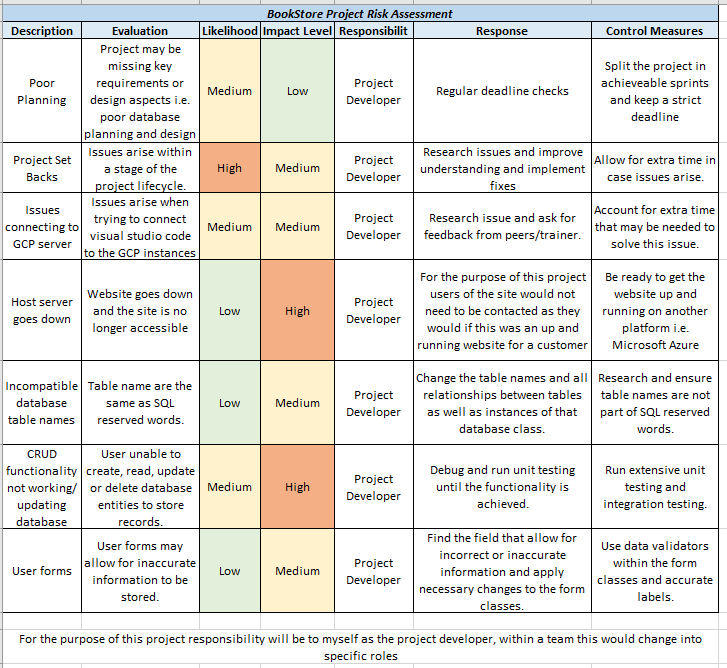 BookStore Project Risk Assessment
Description Evaluation Likelihood Impact Level Responsibilit Response Control Measures
Poor
Planning
Project may be
missing key
requirements or
design aspects i.e.
poor database
planning and design
Medium
Low
Project
Developer
Regular deadline checks
Split the project in
achieveable sprints
and keep a strict
deadline
Project Set
Backs
Issues arise within
a stage of the
project lifecycle.
High
Medium
Project
Developer
Research issues and improve
understanding and implement
fixes
Allow for extra time in
case issues arise.
Issues
connecting to
GCP server
Issues arise when
trying to connect
visual studio code
to the GCP instances
Medium
Medium
Project
Developer
Research issue and ask for
feedback from peers/trainer.
Account for extra time
that may be needed to
solve this issue.
Host server
goes down
Website goes down
and the site is no
longer accessible
Low
High
Project
Developer
For the purpose of this project
users of the site would not
need to be contacted as they
would if this was an up and
running website for a customer
Be ready to get the
website up and
running on another
platform i.e.
Microsoft Azure
Incompatible
database
table names
Table name are the
same as SQL
reserved words.
Low
Medium
Project
Developer
Change the table names and all
relationships between tables
as well as instances of that
database class.
Research and ensure
table names are not
part of SQL reserved
words.
CRUD
functionality
not working/
updating
database
User unable to
create, read, update
or delete database
entities to store
records.
Medium
High
Project
Developer
Debug and run unit testing
until the functionality is
achieved.
Run extensive unit
testing and
integration testing.
User forms
User forms may
allow for inaccurate
information to be
stored.
Low
Medium
Project
Developer
Find the field that allow for
incorrect or inaccurate
information and apply
necessary changes to the form
classes.
Use data validators
within the form
classes and accurate
labels.
For the purpose of this project responsibility will be to myself as the project developer, within a team this would change into
specific roles